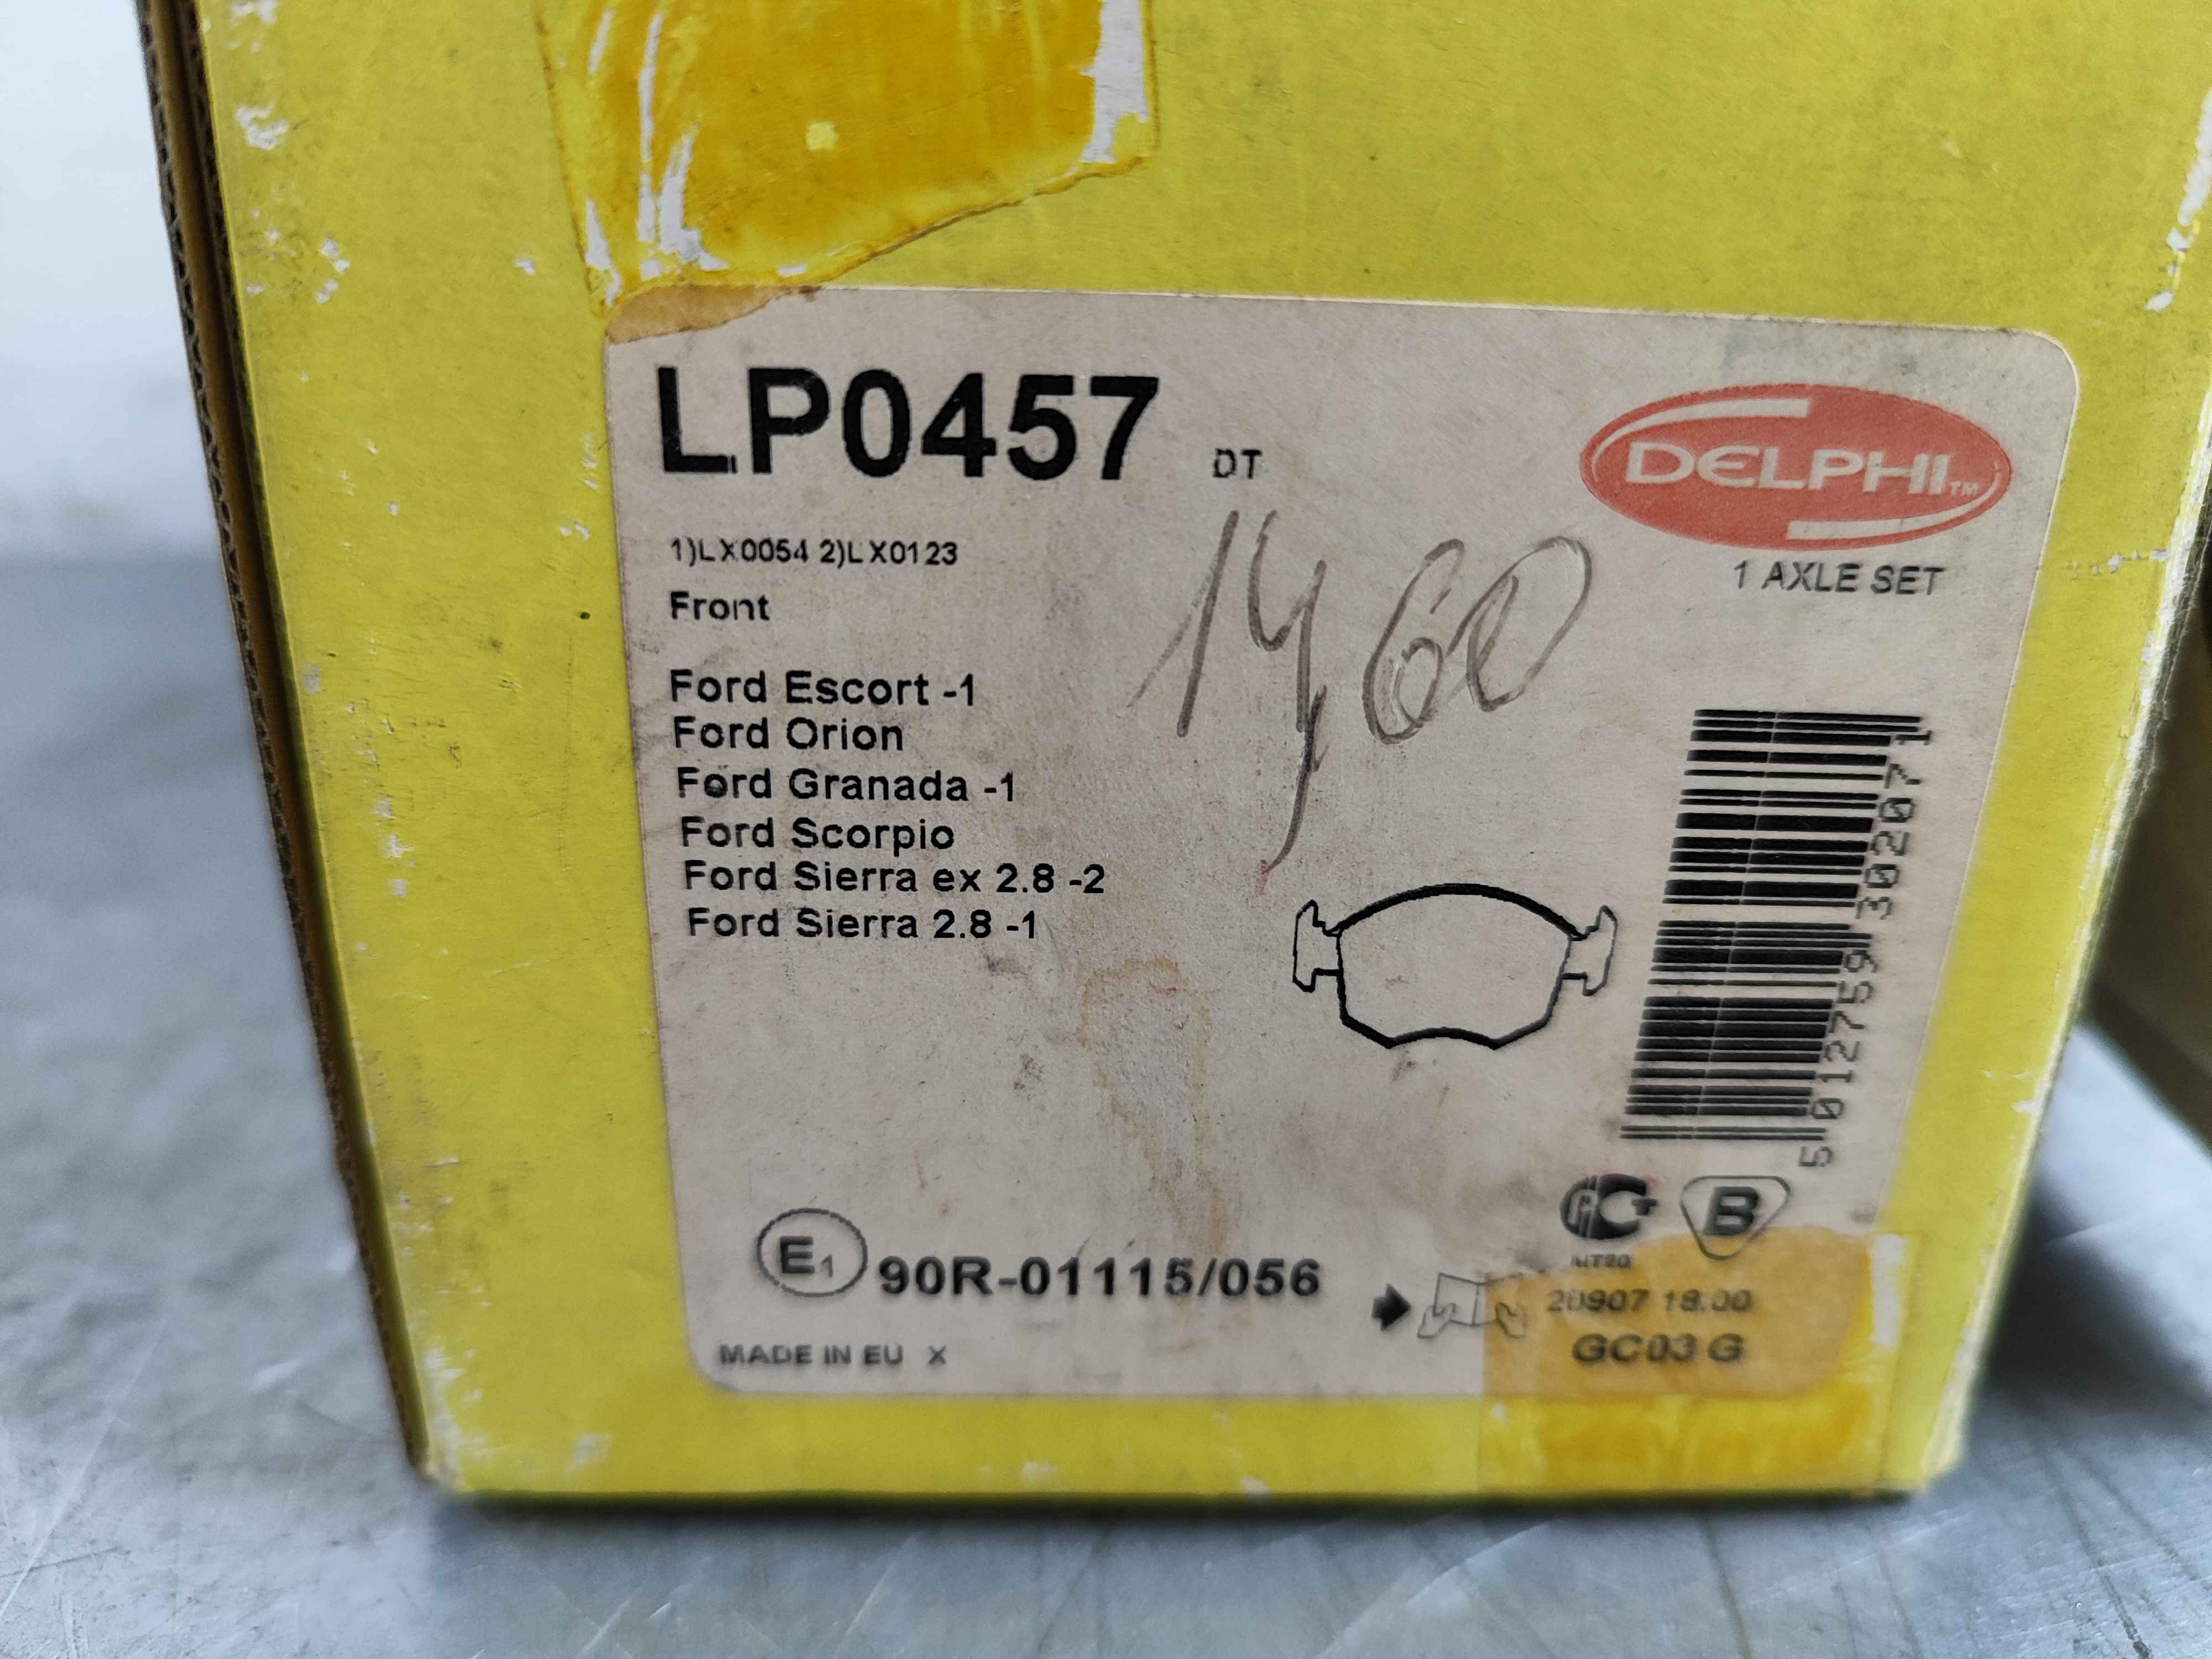 LP0457 DT
DELPHI™
1)LX0054 2)LX0123
1 AXLE SET
Front
14,60
Ford Escort -1
Ford Orion
Ford Granada -1
Ford Scorpio
Ford Sierra ex 2.8 -2
Ford Sierra 2.8 -1
5 012759 302071
B
E1 90R-01115/056
20907 18.00
GC03 G
MADE IN EU X